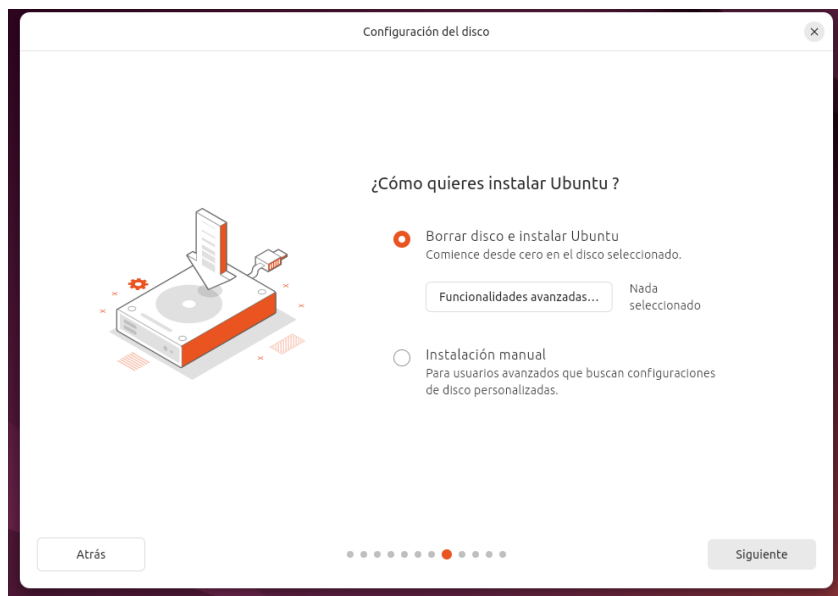 Configuración del disco
¿Cómo quieres instalar Ubuntu ?
Borrar disco e instalar Ubuntu
Comience desde cero en el disco seleccionado.
Funcionalidades avanzadas...
Nada
seleccionado
Instalación manual
Para usuarios avanzados que buscan configuraciones
de disco personalizadas.
Atrás
Siguiente